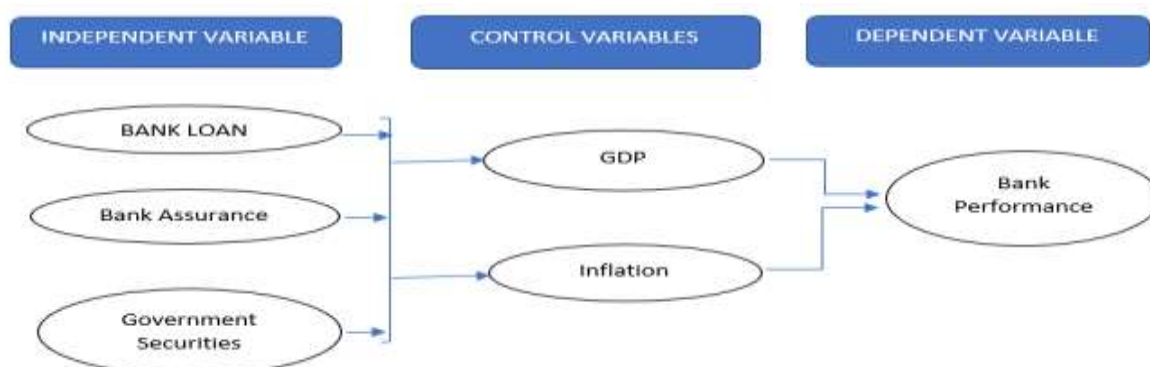 INDEPENDENT VARIABLE
CONTROL VARIABLES
DEPENDENT VARIABLE
BANK LOAN
Bank Assurance
Government
Securities
GDP
Inflation
Bank
Performance